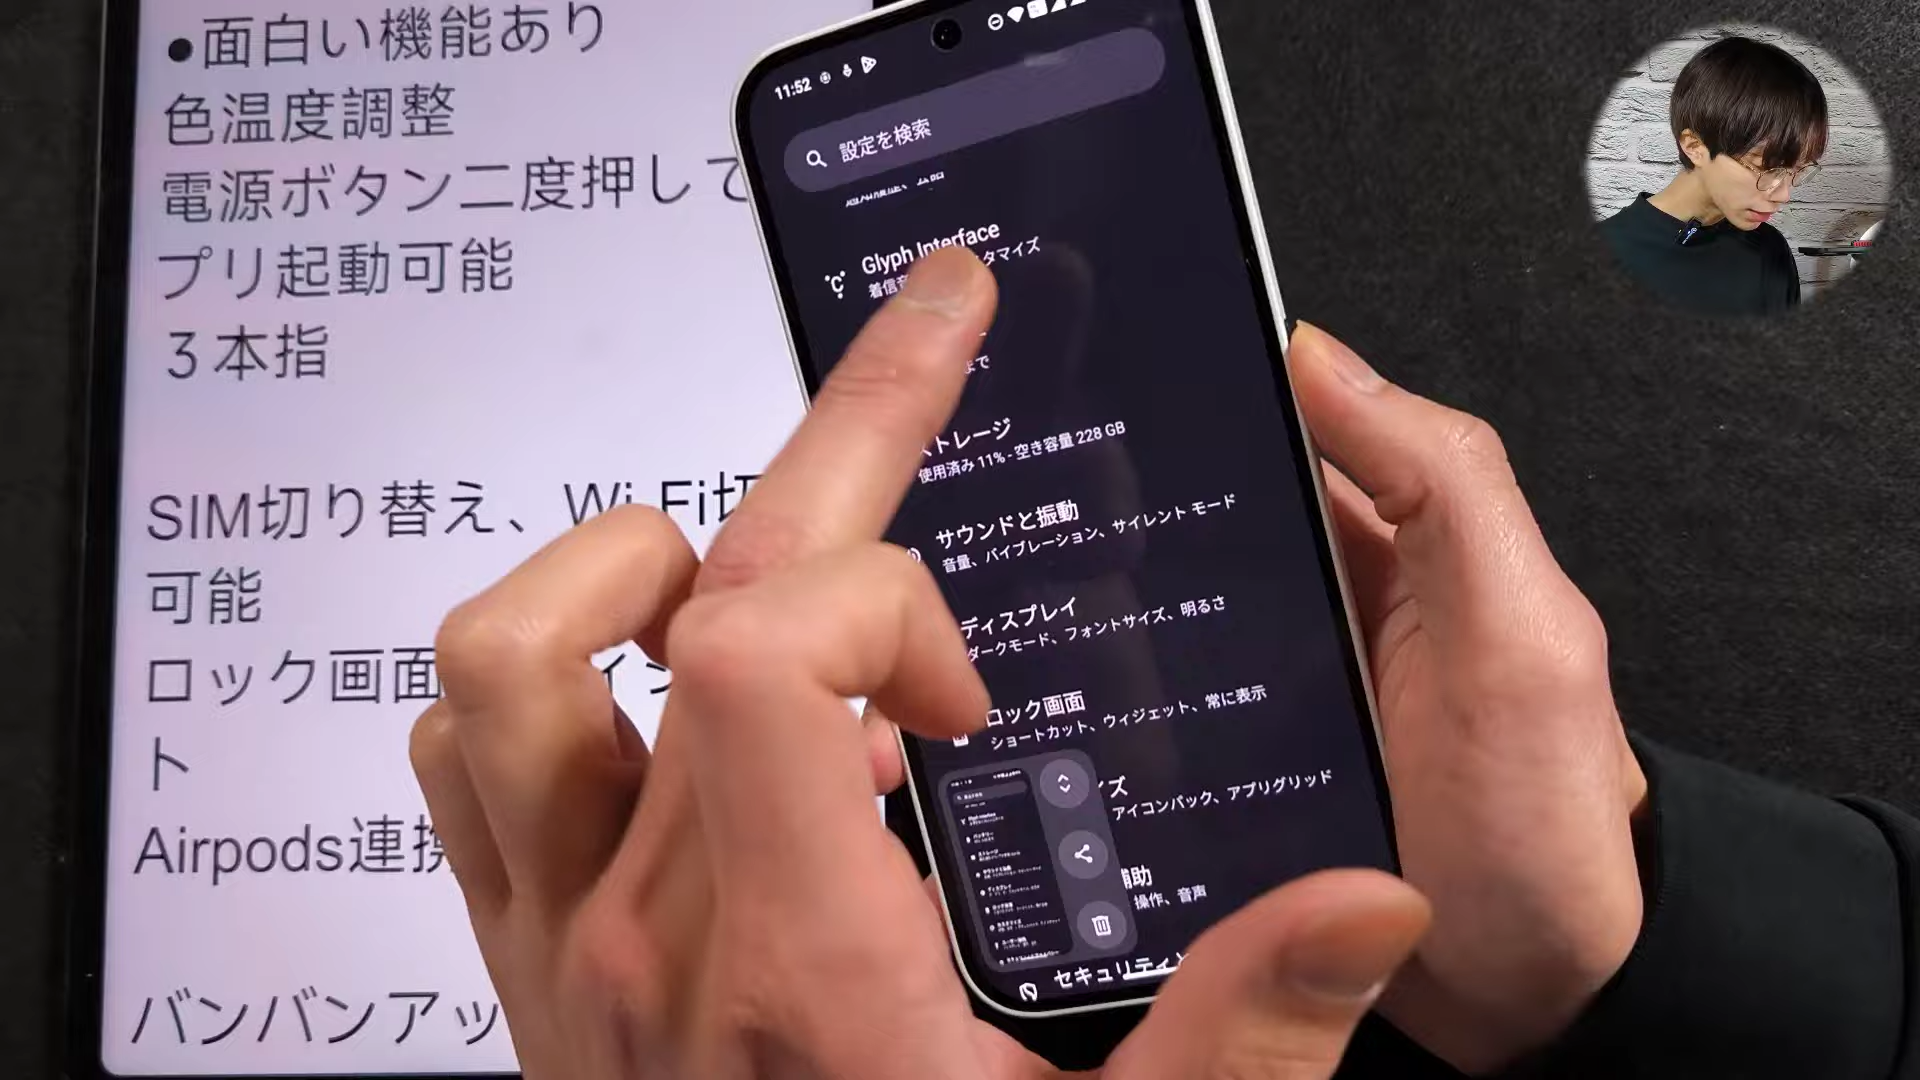 ●面白い機能あり
色温度調整
電源ボタン二度押して
プリ起動可能
３本指
SIM切り替え、Wi-Fi切
可能
ロック画面
イン
ト
Airpods連携
バンバンアッ
11:52
設定を検索
Glyph Interface
着信音
タマイズ
まで
ストレージ
使用済み 11% - 空き容量 228 GB
サウンドと振動
音量、バイブレーション、サイレント モード
ディスプレイ
ダークモード、フォントサイズ、明るさ
ロック画面
ショートカット、ウィジェット、常に表示
イズ
アイコンパック、アプリグリッド
補助
操作、音声
セキュリティと